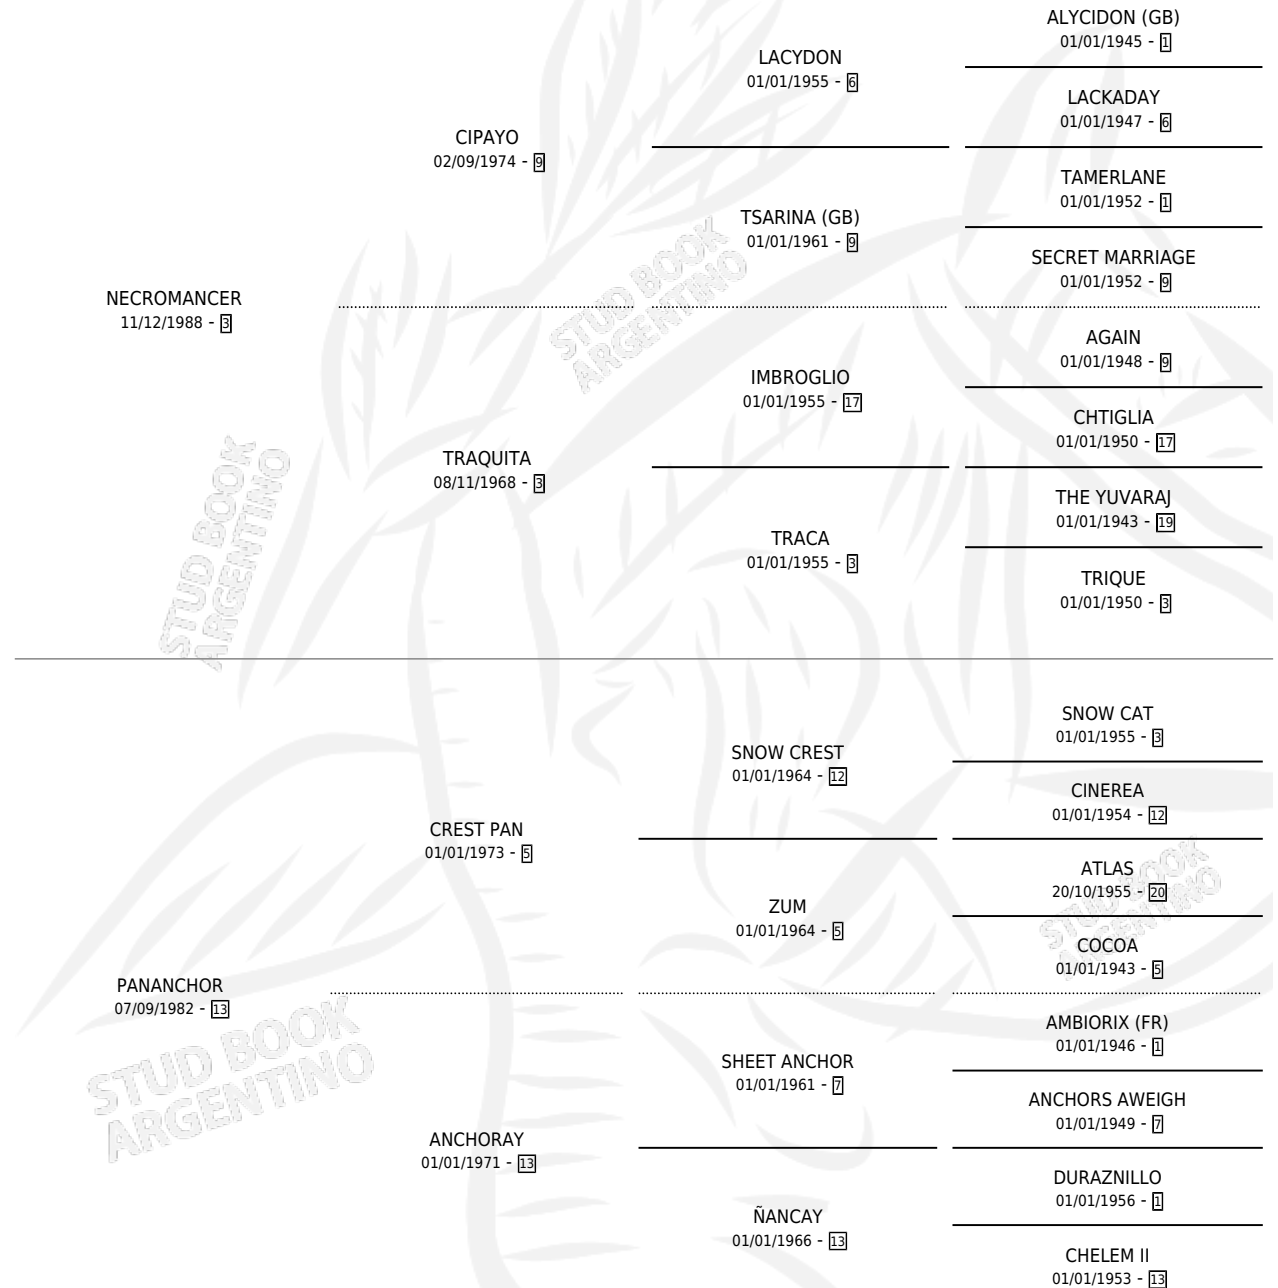 ALYCIDON (GB)
01/01/1945 - 1
LACYDON
01/01/1955 - 6
LACKADAY
01/01/1947 - 6
CIPAYO
02/09/1974 - 9
TAMERLANE
01/01/1952 - 1
TSARINA (GB)
01/01/1961 - 9
SECRET MARRIAGE
01/01/1952 - 9
NECROMANCER
11/12/1988 - 3
AGAIN
01/01/1948 - 9
IMBROGLIO
01/01/1955 - 17
CHTIGLIA
01/01/1950 - 17
TRAQUITA
08/11/1968 - 3
THE YUVARAJ
01/01/1943 - 19
TRACA
01/01/1955 - 3
TRIQUE
01/01/1950 - 3
STUD BOOK
ARGENTINO
STUD BOOK
ARGENTINO
SNOW CAT
01/01/1955 - 3
SNOW CREST
01/01/1964 - 12
CINEREA
01/01/1954 - 12
CREST PAN
01/01/1973 - 5
ATLAS
20/10/1955 - 20
ZUM
01/01/1964 - 5
COCOA
01/01/1943 - 5
PANANCHOR
07/09/1982 - 13
AMBIORIX (FR)
01/01/1946 - 1
SHEET ANCHOR
01/01/1961 - 7
ANCHORS AWEIGH
01/01/1949 - 7
ANCHORAY
01/01/1971 - 13
DURAZNILLO
01/01/1956 - 1
ÑANCAY
01/01/1966 - 13
CHELEM II
01/01/1953 - 13
STUD BOOK
ARGENTINO
STUD BOOK
ARGENTINO